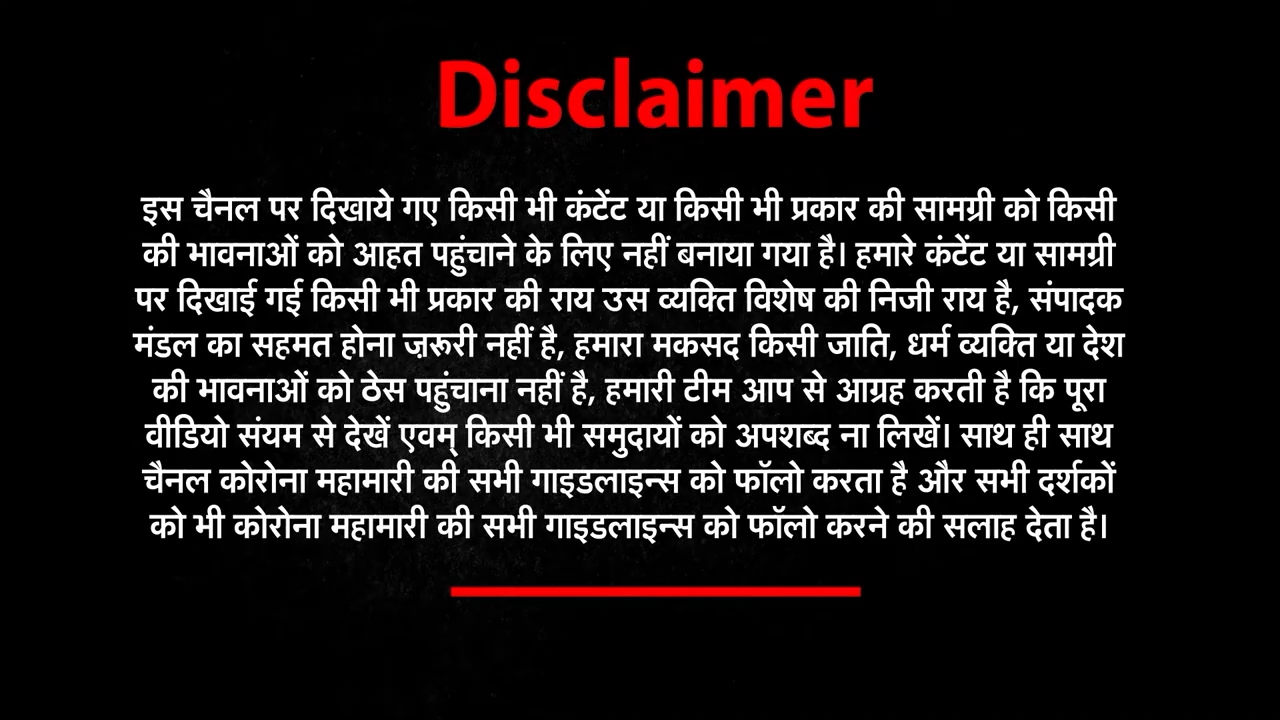 Disclaimer
इस चैनल पर दिखाये गए किसी भी कंटेंट या किसी भी प्रकार की सामग्री को किसी
की भावनाओं को आहत पहुंचाने के लिए नहीं बनाया गया है। हमारे कंटेंट या सामग्री
पर दिखाई गई किसी भी प्रकार की राय उस व्यक्ति विशेष की निजी राय है, संपादक
मंडल का सहमत होना ज़रूरी नहीं है, हमारा मकसद किसी जाति, धर्म व्यक्ति या देश
की भावनाओं को ठेस पहुंचाना नहीं है, हमारी टीम आप से आग्रह करती है कि पूरा
वीडियो संयम से देखें एवम् किसी भी समुदायों को अपशब्द ना लिखें। साथ ही साथ
चैनल कोरोना महामारी की सभी गाइडलाइन्स को फॉलो करता है और सभी दर्शकों
को भी कोरोना महामारी की सभी गाइडलाइन्स को फॉलो करने की सलाह देता है।